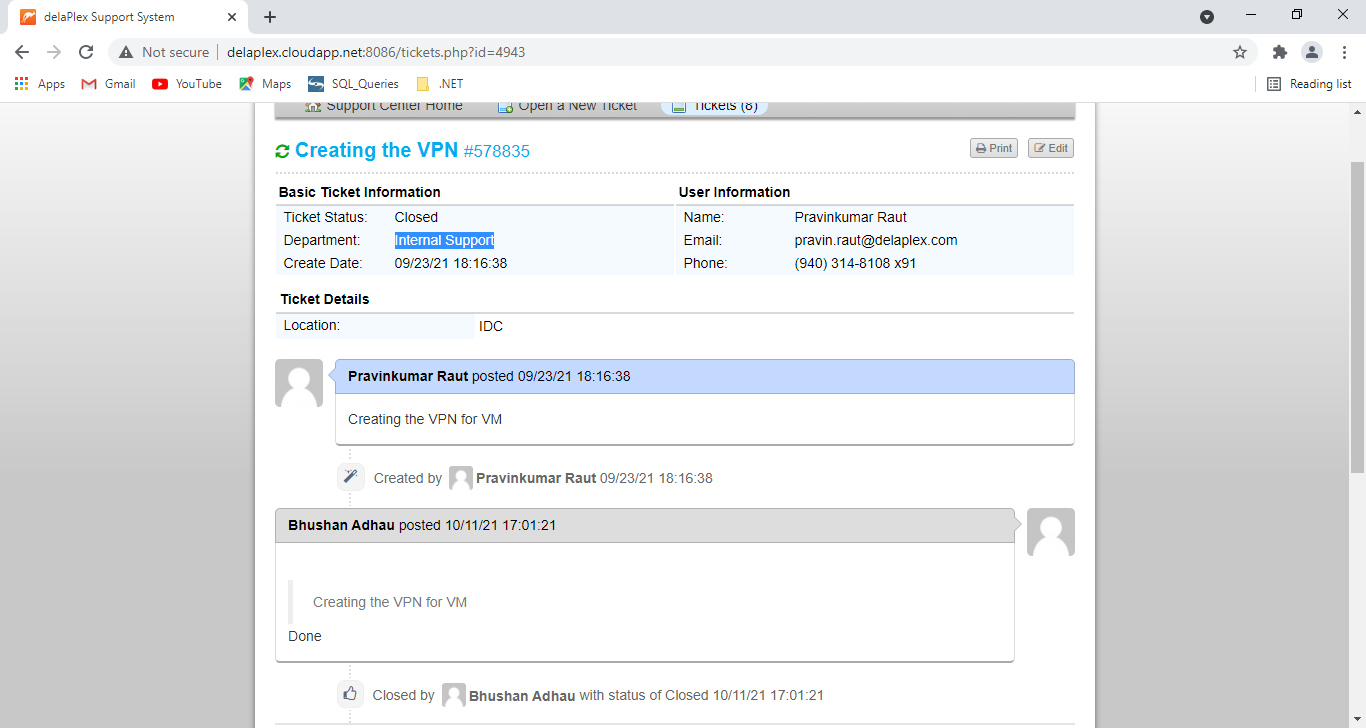 delaPlex Support System
Not secure delaplex.cloudapp.net:8086/tickets.php?id=4943
Apps Gmail YouTube Maps SQL_Queries .NET Reading list
Support Center Home Open a New Ticket Tickets (8)
Creating the VPN #578835 Print Edit
Basic Ticket Information User Information
Ticket Status: Closed Name: Pravinkumar Raut
Department: Internal Support Email: pravin.raut@delaplex.com
Create Date: 09/23/21 18:16:38 Phone: (940) 314-8108 x91
Ticket Details
Location: IDC
Pravinkumar Raut posted 09/23/21 18:16:38
Creating the VPN for VM
Created by Pravinkumar Raut 09/23/21 18:16:38
Bhushan Adhau posted 10/11/21 17:01:21
Creating the VPN for VM
Done
Closed by Bhushan Adhau with status of Closed 10/11/21 17:01:21